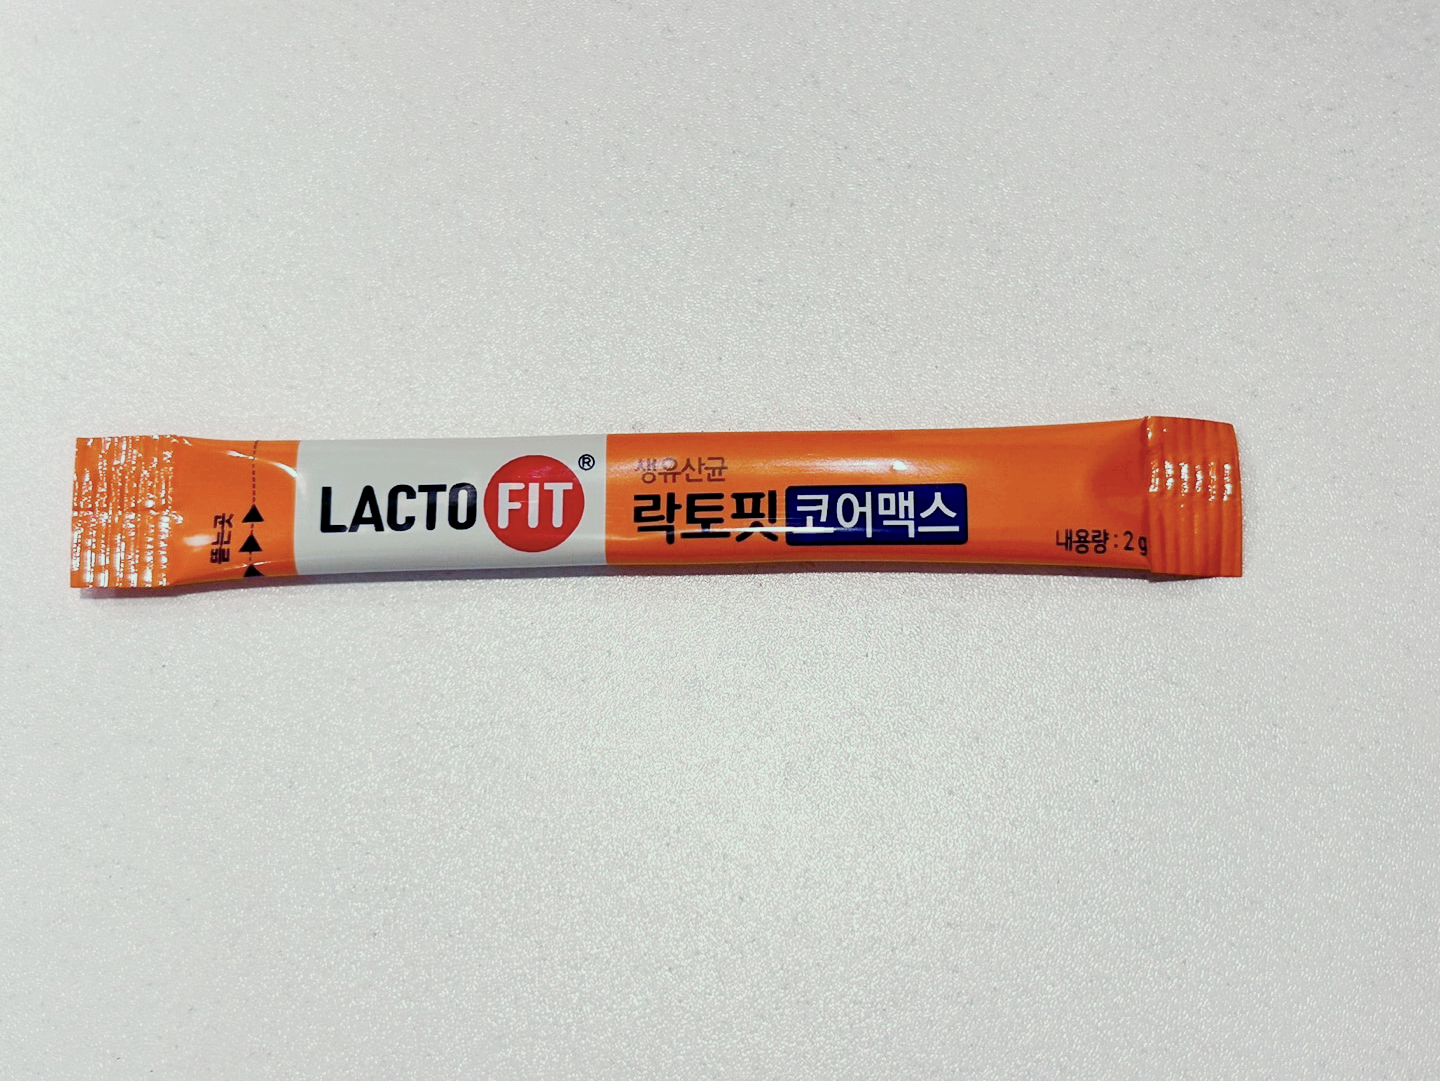 뜯는곳
LACTO FIT®
생유산균
락토핏 코어맥스
내용량 : 2 g